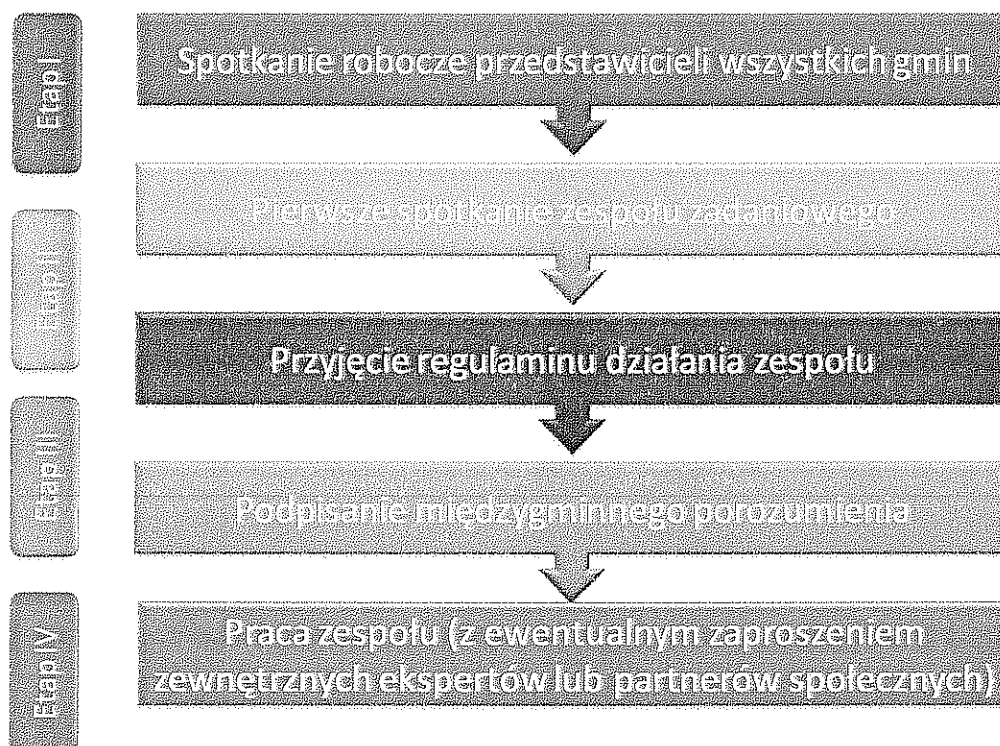 Etap I
Spotkanie robocze przedstawicieli wszystkich gmin
Etap II
Pierwsze spotkanie zespołu zadaniowego
Przyjęcie regulaminu działania zespołu
Etap III
Podpisanie miedzygminnego porozumienia
Etap IV
Praca zespołu (z ewentualnym zaproszeniem
zewnętrznych ekspertów lub partnerów społecznych)